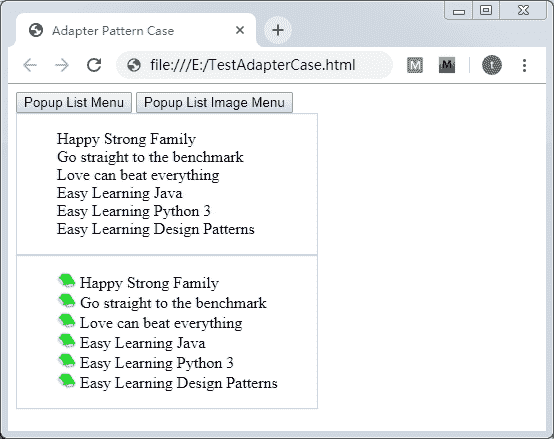 Adapter Pattern Case
file:///E:/TestAdapterCase.html
M
M
t
Popup List Menu Popup List Image Menu
Happy Strong Family
Go straight to the benchmark
Love can beat everything
Easy Learning Java
Easy Learning Python 3
Easy Learning Design Patterns
Happy Strong Family
Go straight to the benchmark
Love can beat everything
Easy Learning Java
Easy Learning Python 3
Easy Learning Design Patterns